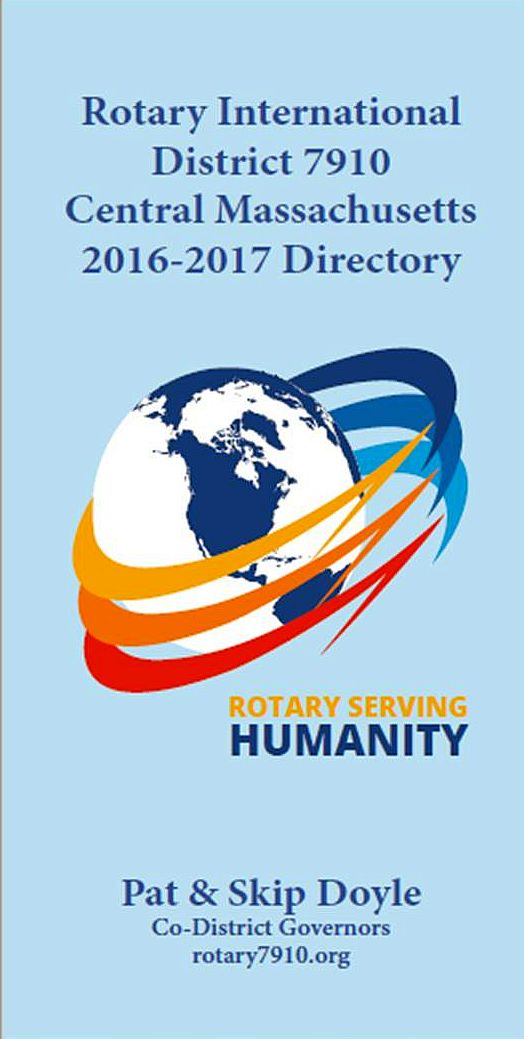 Rotary International
District 7910
Central Massachusetts
2016-2017 Directory
ROTARY SERVING
HUMANITY
Pat & Skip Doyle
Co-District Governors
rotary7910.org